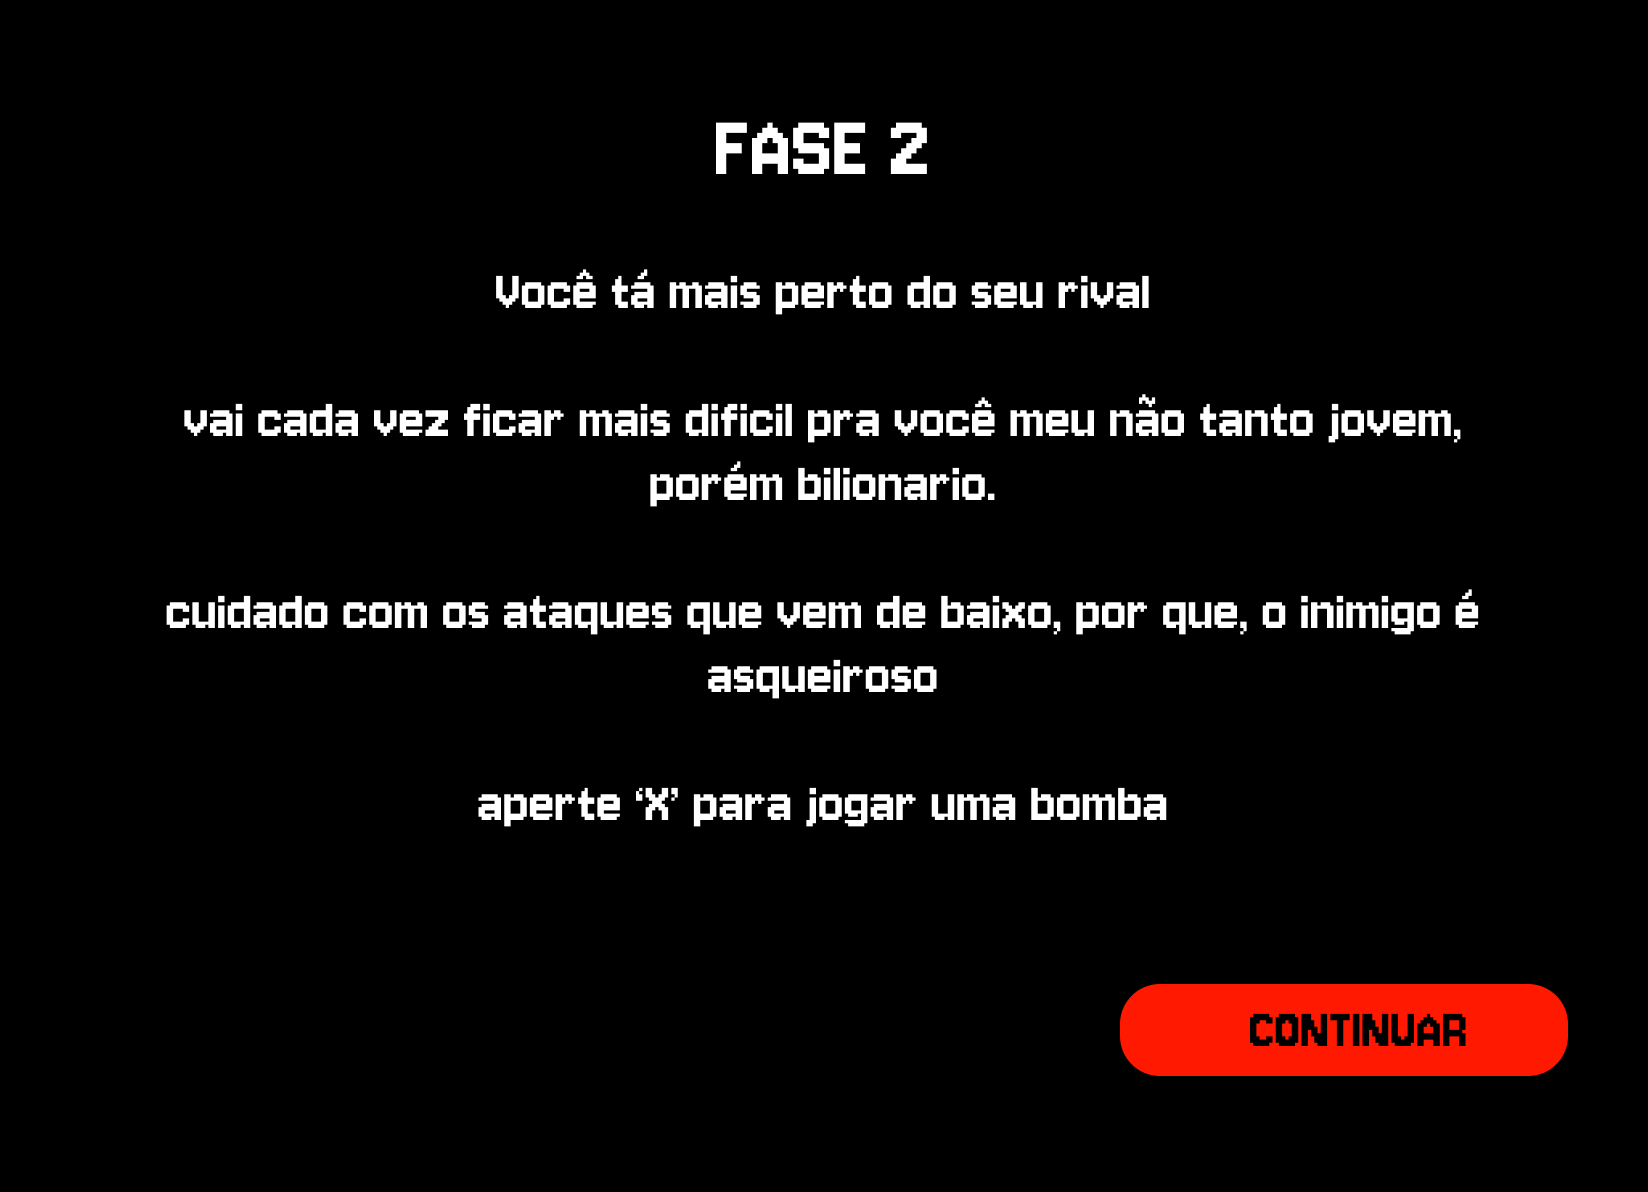 FASE 2
Você tá mais perto do seu rival
vai cada vez ficar mais dificil pra você meu não tanto jovem,
porém bilionario.
cuidado com os ataques que vem de baixo, por que, o inimigo é
asqueiroso
aperte ‘X’ para jogar uma bomba
CONTINUAR